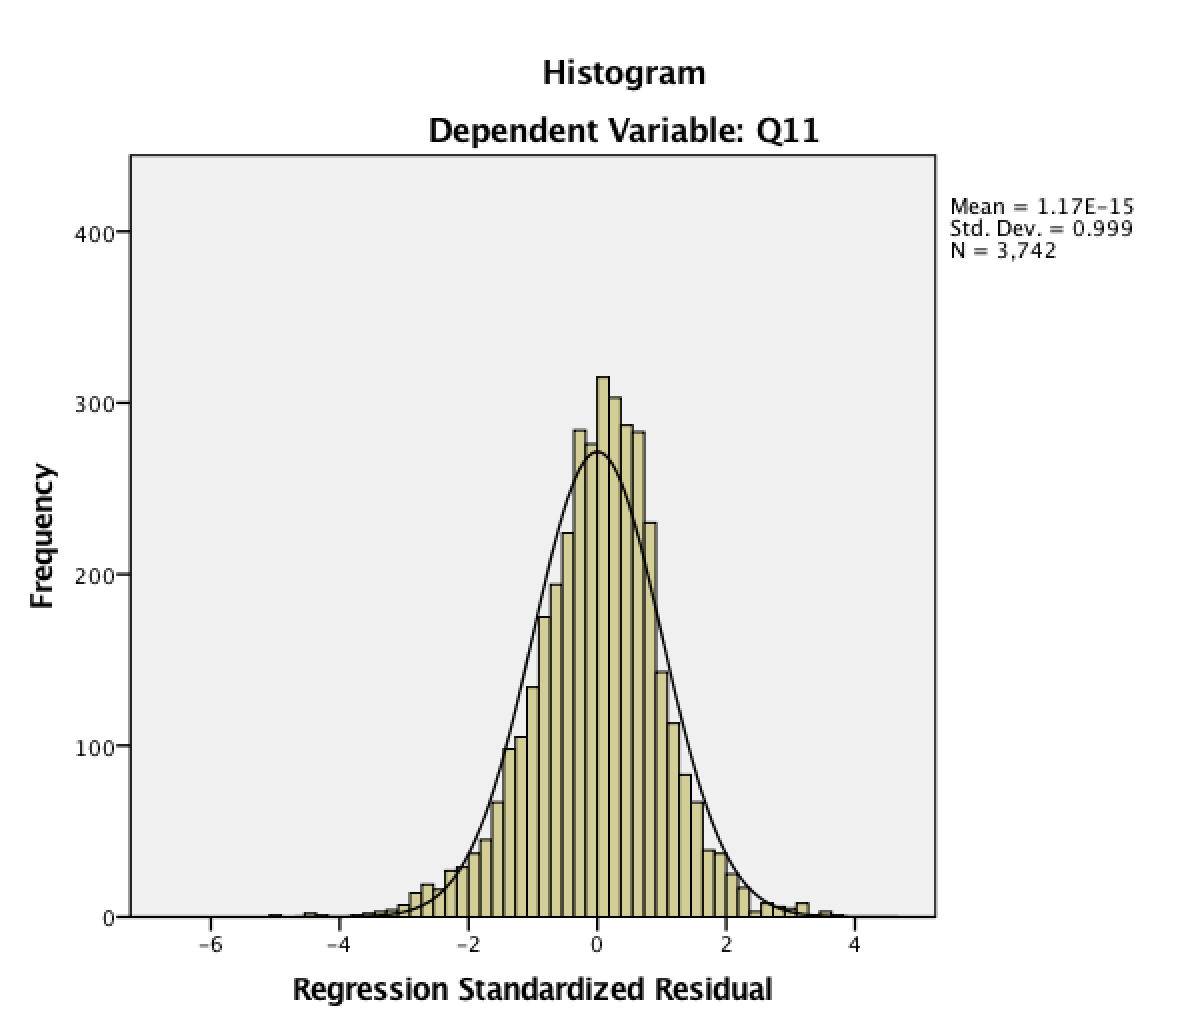 Histogram
Dependent Variable: Q11
Mean = 1.17E-15
Std. Dev. = 0.999
N = 3,742
400
300
200
100
0
Frequency
-6 -4 -2 0 2 4
Regression Standardized Residual